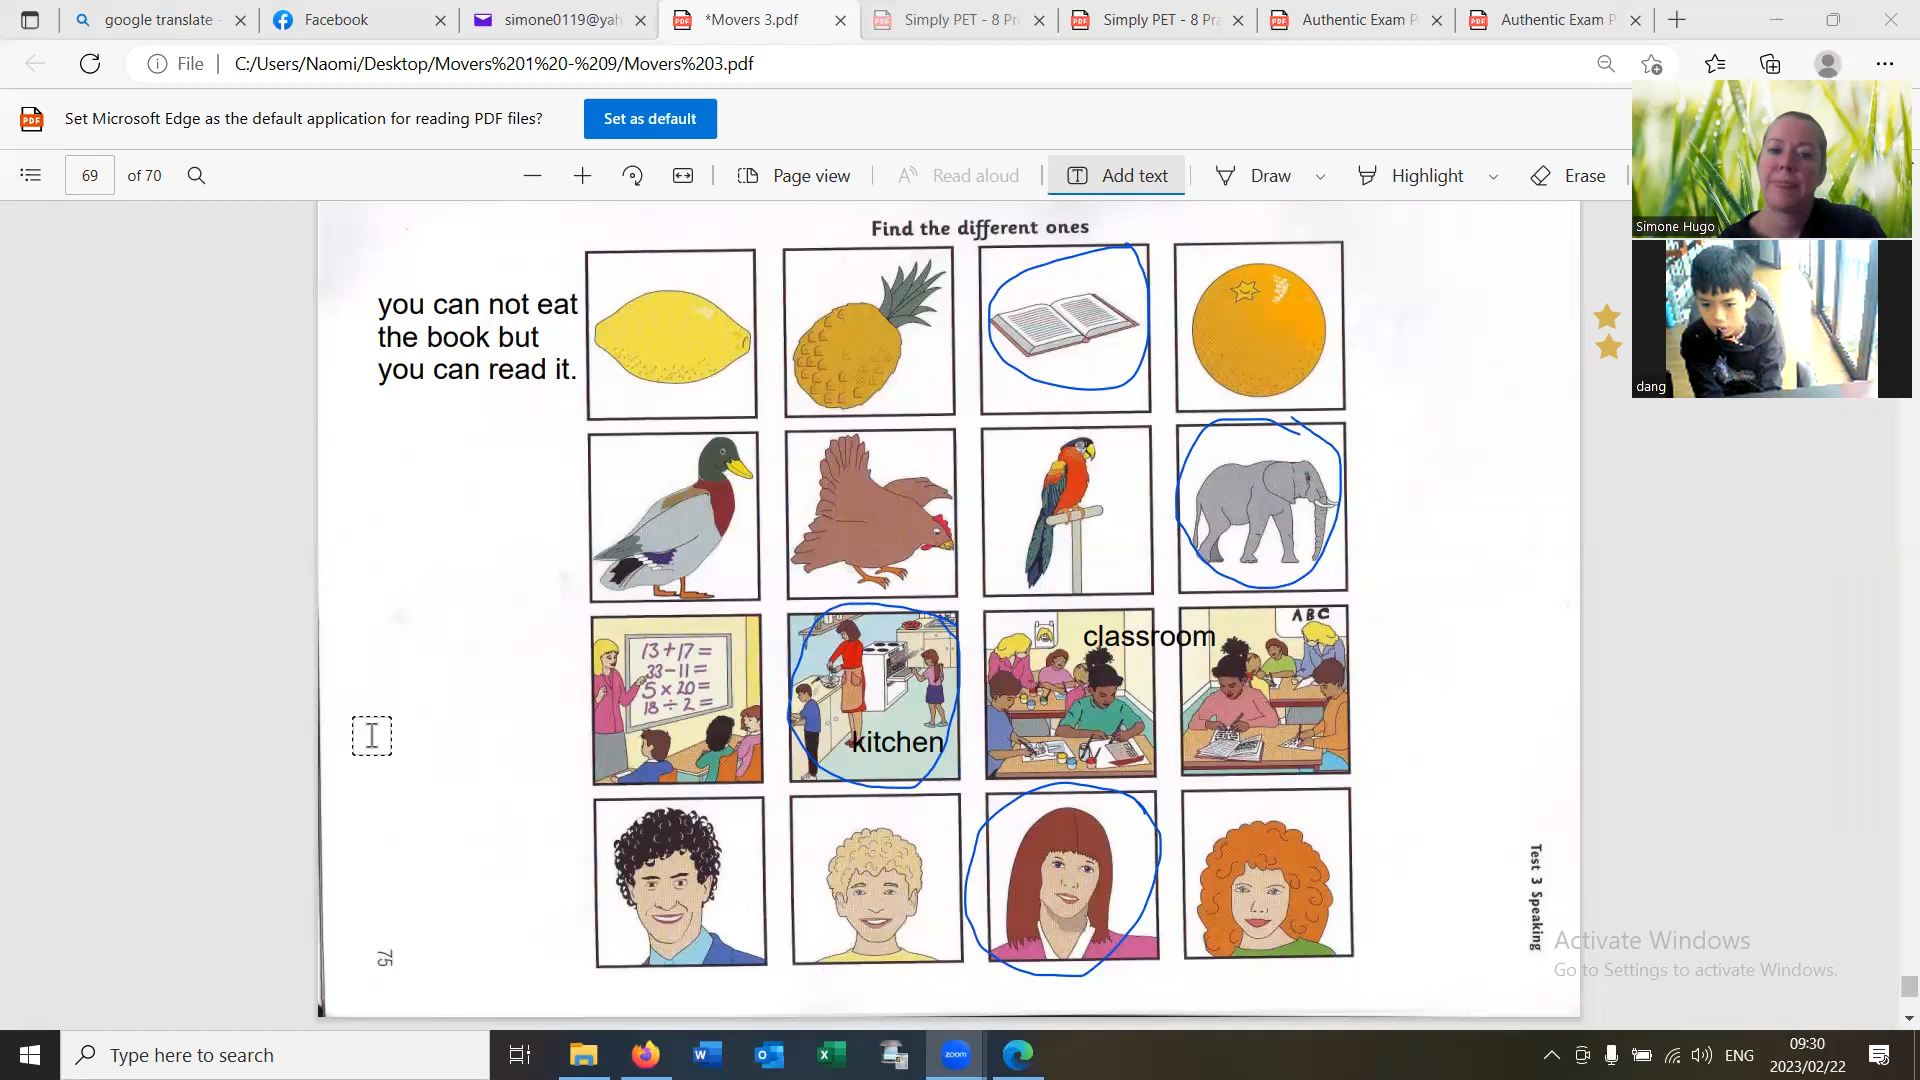 google translate -
Facebook
simone0119@yah
*Movers 3.pdf
Simply PET - 8 Pra
Simply PET - 8 Pra
Authentic Exam P
Authentic Exam P
File
C:/Users/Naomi/Desktop/Movers%201%20-%209/Movers%203.pdf
PDF
Set Microsoft Edge as the default application for reading PDF files?
Set as default
69
of 70
Page view
Read aloud
Add text
Draw
Highlight
Erase
Simone Hugo
dang
Find the different ones
you can not eat
the book but
you can read it.
13+17=
33-11=
5×20=
18÷2=
kitchen
classroom
ABC
Test 3 Speaking
75
Activate Windows
Go to Settings to activate Windows.
Type here to search
zoom
ENG
09:30
2023/02/22